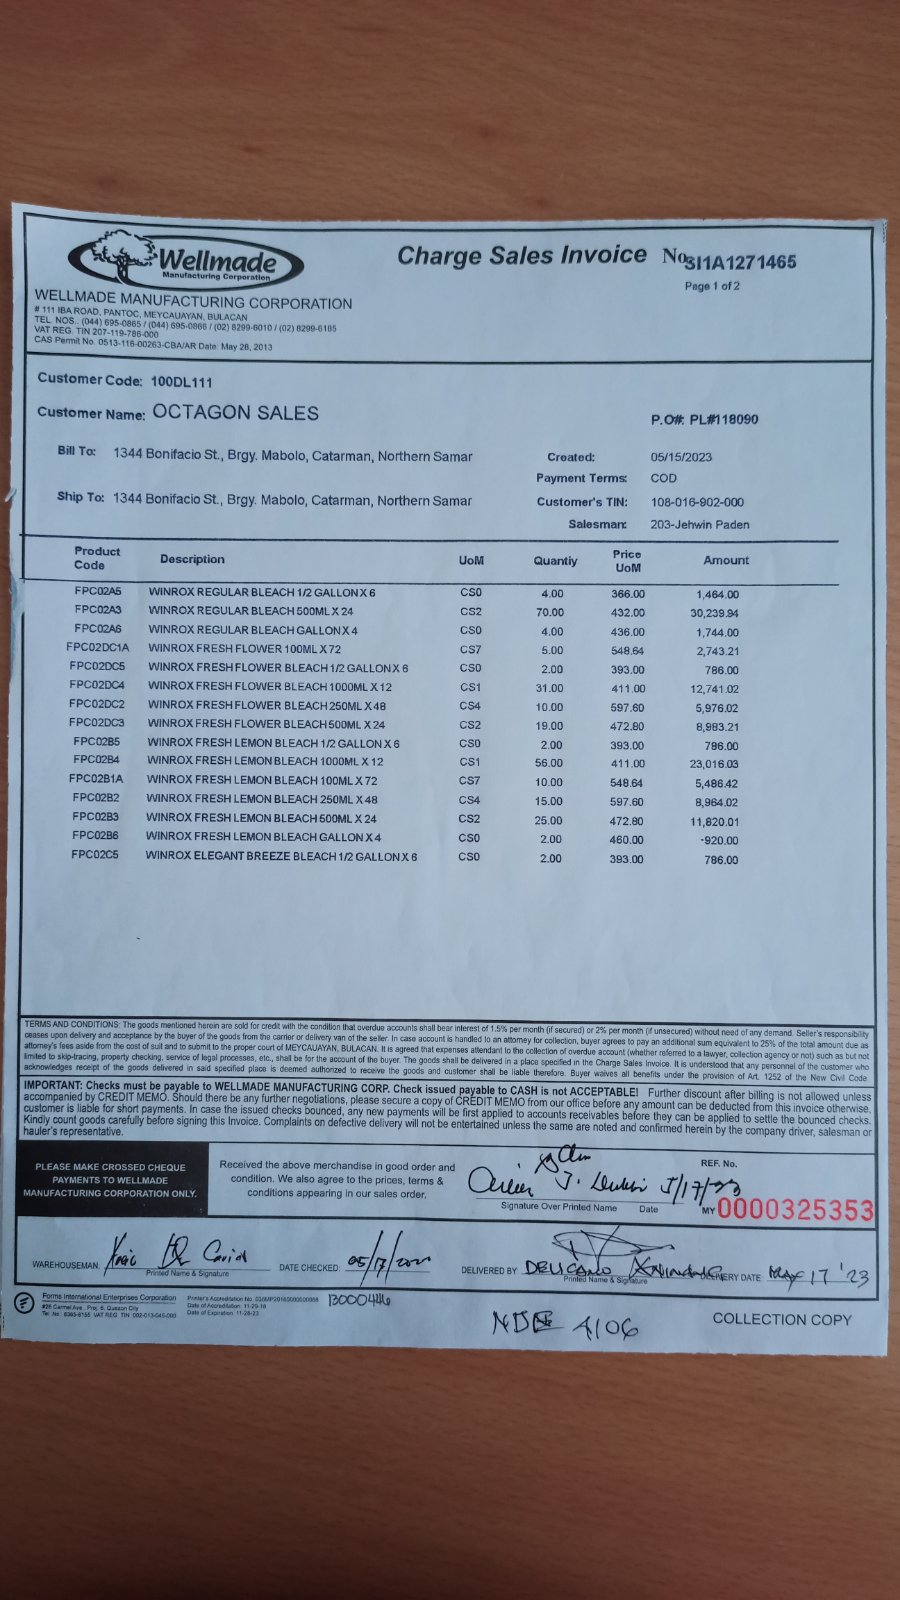 Wellmade
Manufacturing Corporation
Charge Sales Invoice No. SI1A1271465
Page 1 of 2
WELLMADE MANUFACTURING CORPORATION
# 111 IBA ROAD, PANTOC, MEYCAUAYAN, BULACAN
TEL. NOS.. (044) 695-0865 / (044) 695-0866 / (02) 8299-6010 / (02) 8299-6185
VAT REG. TIN 207-119-786-000
CAS Permit No. 0513-116-00263-CBA/AR Date: May 28, 2013
Customer Code: 100DL111
Customer Name: OCTAGON SALES
P.O#: PL#118090
Bill To: 1344 Bonifacio St., Brgy. Mabolo, Catarman, Northern Samar
Created: 05/15/2023
Payment Terms: COD
Ship To: 1344 Bonifacio St., Brgy. Mabolo, Catarman, Northern Samar
Customer's TIN: 108-016-902-000
Salesman: 203-Jehwin Paden
Product Code Description UoM Quantiy Price UoM Amount
FPC02A5 WINROX REGULAR BLEACH 1/2 GALLON X 6 CS0 4.00 366.00 1,464.00
FPC02A3 WINROX REGULAR BLEACH 500ML X 24 CS2 70.00 432.00 30,239.94
FPC02A6 WINROX REGULAR BLEACH GALLON X 4 CS0 4.00 436.00 1,744.00
FPC02DC1A WINROX FRESH FLOWER 100ML X 72 CS7 5.00 548.64 2,743.21
FPC02DC5 WINROX FRESH FLOWER BLEACH 1/2 GALLON X 6 CS0 2.00 393.00 786.00
FPC02DC4 WINROX FRESH FLOWER BLEACH 1000ML X 12 CS1 31.00 411.00 12,741.02
FPC02DC2 WINROX FRESH FLOWER BLEACH 250ML X 48 CS4 10.00 597.60 5,976.02
FPC02DC3 WINROX FRESH FLOWER BLEACH 500ML X 24 CS2 19.00 472.80 8,983.21
FPC02B5 WINROX FRESH LEMON BLEACH 1/2 GALLON X 6 CS0 2.00 393.00 786.00
FPC02B4 WINROX FRESH LEMON BLEACH 1000ML X 12 CS1 56.00 411.00 23,016.03
FPC02B1A WINROX FRESH LEMON BLEACH 100ML X 72 CS7 10.00 548.64 5,486.42
FPC02B2 WINROX FRESH LEMON BLEACH 250ML X 48 CS4 15.00 597.60 8,964.02
FPC02B3 WINROX FRESH LEMON BLEACH 500ML X 24 CS2 25.00 472.80 11,820.01
FPC02B6 WINROX FRESH LEMON BLEACH GALLON X 4 CS0 2.00 460.00 920.00
FPC02C5 WINROX ELEGANT BREEZE BLEACH 1/2 GALLON X 6 CS0 2.00 393.00 786.00
TERMS AND CONDITIONS: The goods mentioned herein are sold for credit with the condition that overdue accounts shall bear interest of 1.5% per month (if secured) or 2% per month (if unsecured) without need of any demand. Seller's responsibility
ceases upon delivery and acceptance by the buyer of the goods from the carrier or delivery van of the seller. In case account is handled to an attorney for collection, buyer agrees to pay an additional sum equivalent to 25% of the total amount due as
attorney's fees aside from the cost of suit and to submit to the proper court of MEYCAUAYAN, BULACAN. It is agreed that expenses attendant to the collection of overdue account (whether referred to a lawyer, collection agency or not) such as but not
limited to skip-tracing, property checking, service of legal processes, etc., shall be for the account of the buyer. The goods shall be delivered in a place specified in the Charge Sales Invoice. It is understood that any personnel of the customer who
acknowledges receipt of the goods delivered in said specified place is deemed authorized to receive the goods and customer shall be liable therefore. Buyer waives all benefits under the provision of Art. 1252 of the New Civil Code
IMPORTANT: Checks must be payable to WELLMADE MANUFACTURING CORP. Check issued payable to CASH is not ACCEPTABLE! Further discount after billing is not allowed unless
accompanied by CREDIT MEMO. Should there be any further negotiations, please secure a copy of CREDIT MEMO from our office before any amount can be deducted from this invoice otherwise,
customer is liable for short payments. In case the issued checks bounced, any new payments will be first applied to accounts receivables before they can be applied to settle the bounced checks.
Kindly count goods carefully before signing this Invoice. Complaints on defective delivery will not be entertained unless the same are noted and confirmed herein by the company driver, salesman or
hauler's representative.
PLEASE MAKE CROSSED CHEQUE
PAYMENTS TO WELLMADE
MANUFACTURING CORPORATION ONLY.
Received the above merchandise in good order and
condition. We also agree to the prices, terms &
conditions appearing in our sales order.
5/17/23
Signature Over Printed Name Date
REF. No.
MY 0000325353
WAREHOUSEMAN:
Printed Name & Signature
DATE CHECKED:
DELIVERED BY DELICANO
Printed Name & Signature
DELIVERY DATE MAY 17 '23
Forms International Enterprises Corporation
#26 Carmel Ave., Proj. 6, Quezon City
Date of Accreditation: 11-29-18
Date of Expiration: 11-28-23
13000446
4106
COLLECTION COPY